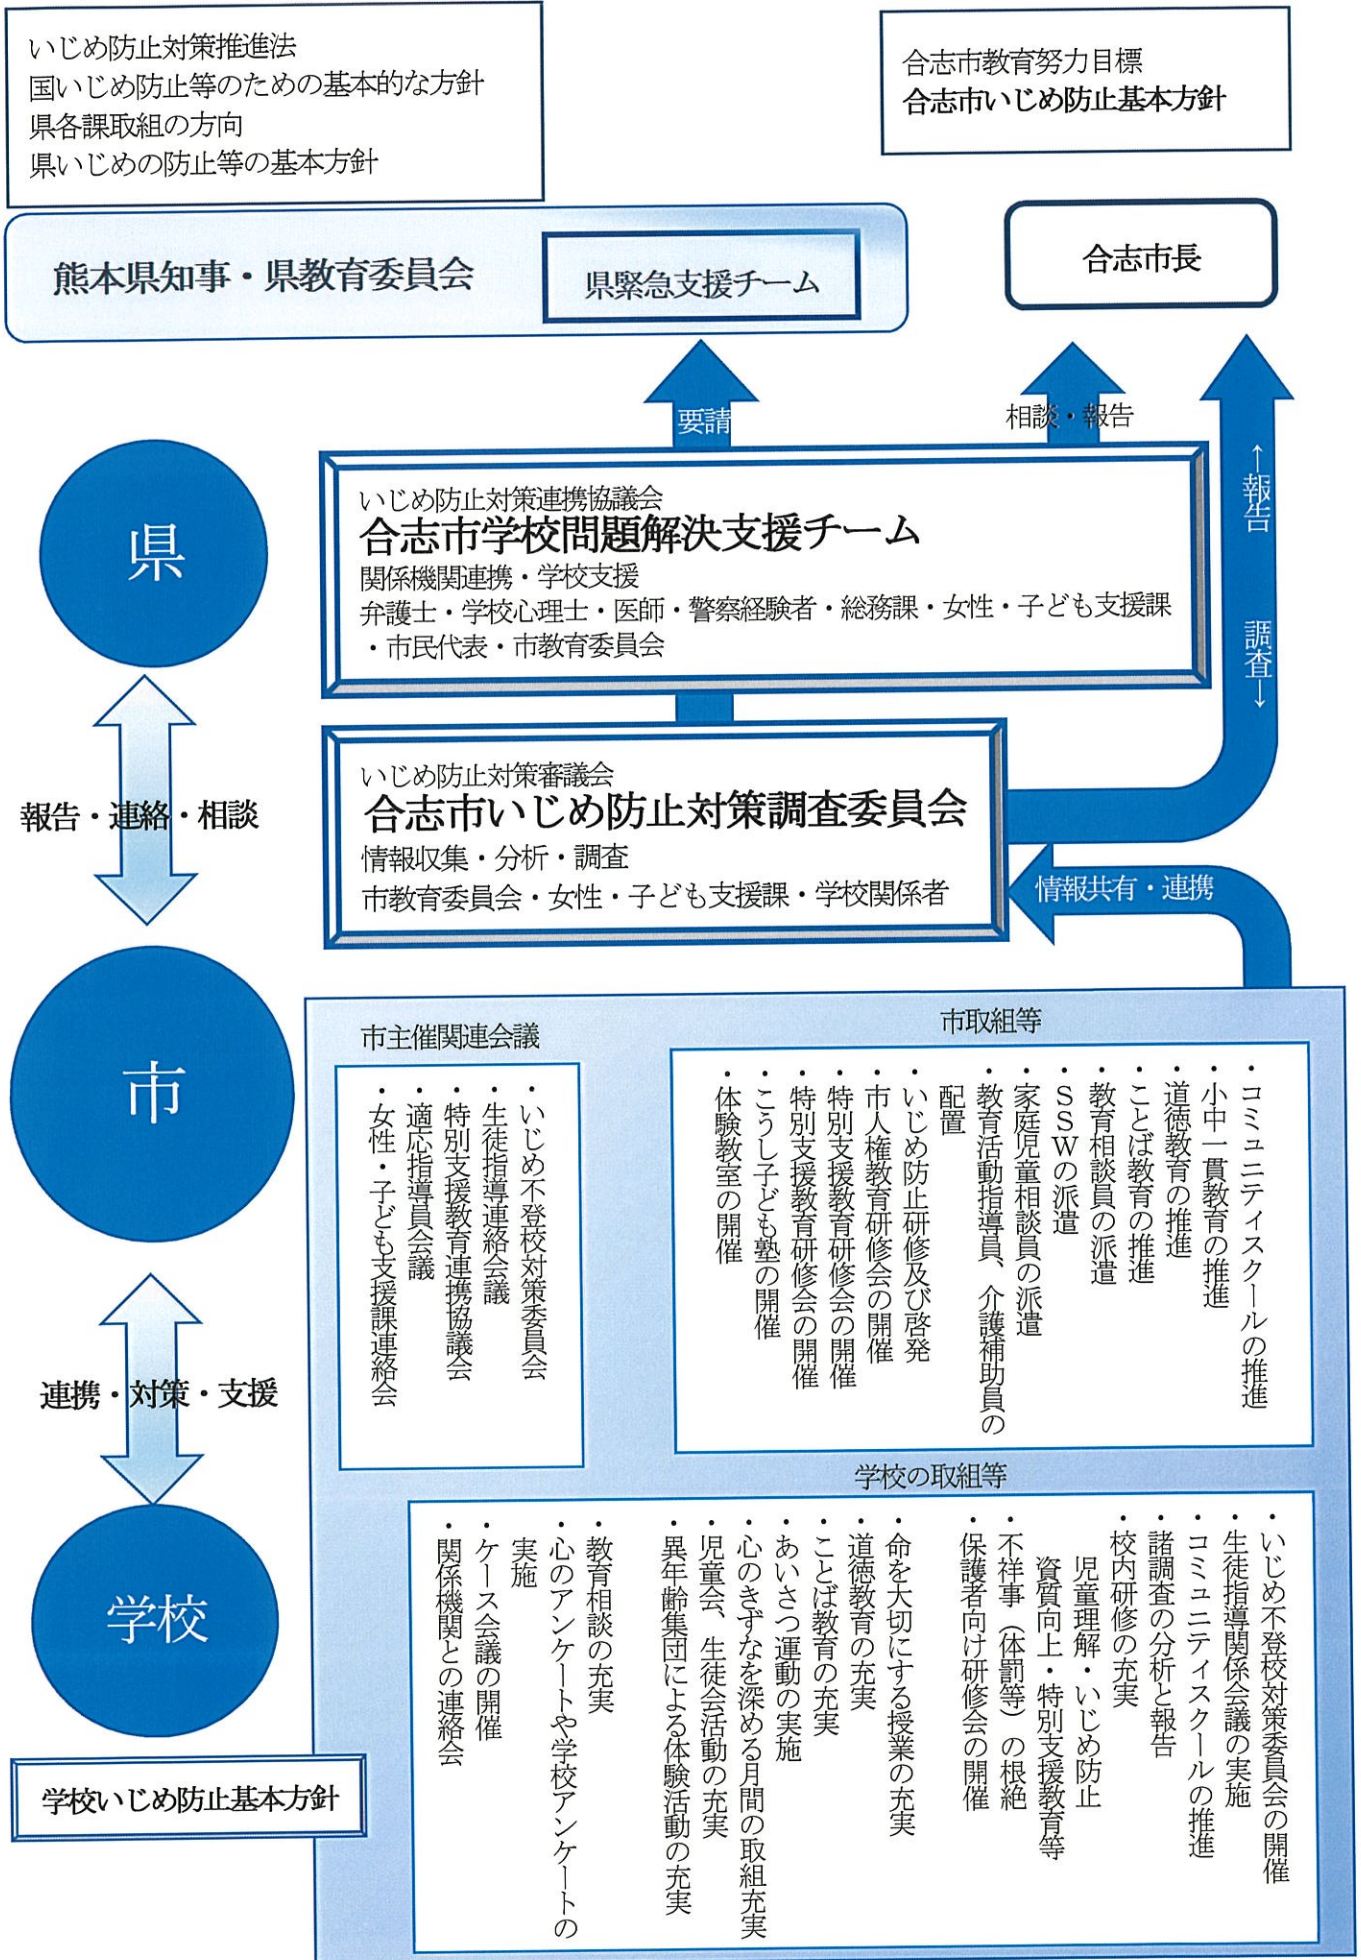 いじめ防止対策推進法
国いじめ防止等のための基本的な方針
県各課取組の方向
県いじめの防止等の基本方針
合志市教育努力目標
合志市いじめ防止基本方針
熊本県知事・県教育委員会
県緊急支援チーム
合志市長
要請
相談・報告
←報告
調査→
県
いじめ防止対策連携協議会
合志市学校問題解決支援チーム
関係機関連携・学校支援
弁護士・学校心理士・医師・警察経験者・総務課・女性・子ども支援課
・市民代表・市教育委員会
報告・連絡・相談
いじめ防止対策審議会
合志市いじめ防止対策調査委員会
情報収集・分析・調査
市教育委員会・女性・子ども支援課・学校関係者
情報共有・連携
市
市主催関連会議
・いじめ不登校対策委員会
・生徒指導連絡会議
・特別支援教育連携協議会
・適応指導員会議
・女性・子ども支援課連絡会
市取組等
・コミュニティスクールの推進
・小中一貫教育の推進
・道徳教育の推進
・ことば教育の推進
・教育相談員の派遣
・SSWの派遣
・家庭児童相談員の派遣
・教育活動指導員、介護補助員の
配置
・いじめ防止研修及び啓発
・市人権教育研修会の開催
・特別支援教育研修会の開催
・特別支援教育研修会の開催
・こうし子ども塾の開催
・体験教室の開催
連携・対策・支援
学校
学校いじめ防止基本方針
学校の取組等
・いじめ不登校対策委員会の開催
・生徒指導関係会議の実施
・コミュニティスクールの推進
・諸調査の分析と報告
・校内研修の充実
児童理解・いじめ防止
資質向上・特別支援教育等
・不祥事（体罰等）の根絶
・保護者向け研修会の開催
・命を大切にする授業の充実
・道徳教育の充実
・ことば教育の充実
・あいさつ運動の実施
・心のきずなを深める月間の取組充実
・児童会、生徒会活動の充実
・異年齢集団による体験活動の充実
・教育相談の充実
・心のアンケートや学校アンケートの
実施
・ケース会議の開催
・関係機関との連絡会